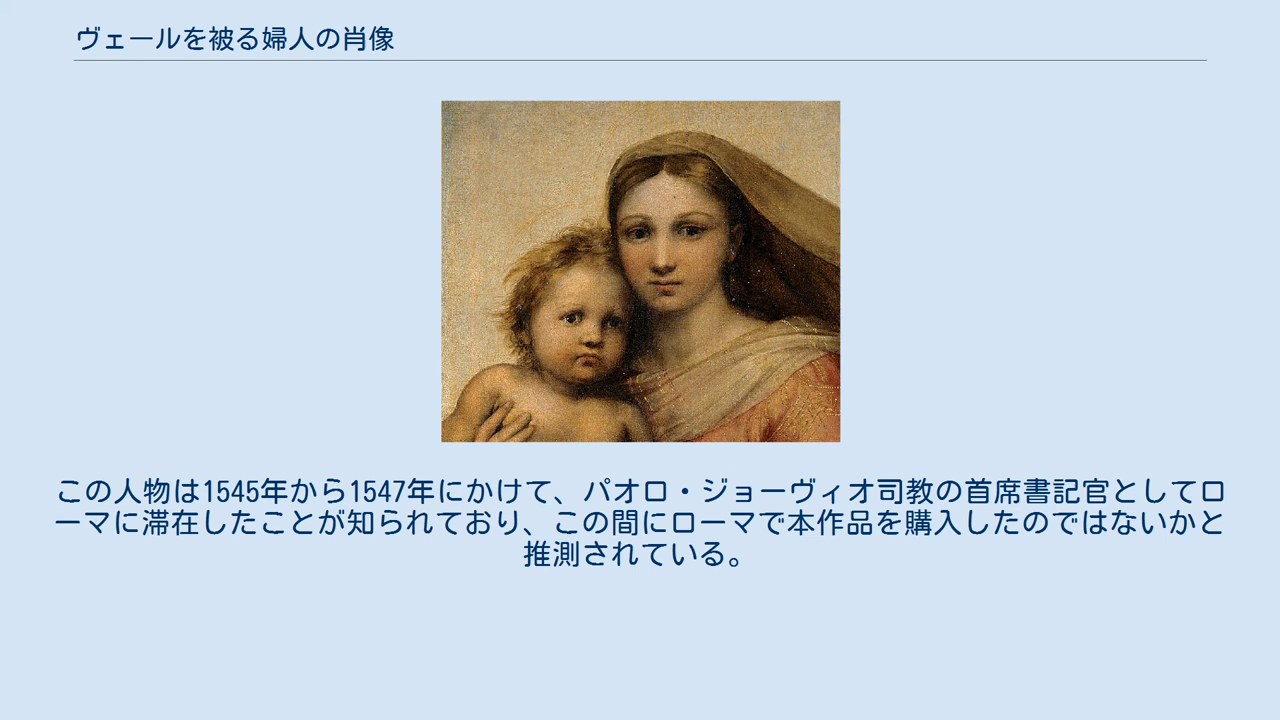 ヴェールを被る婦人の肖像
この人物は1545年から1547年にかけて、パオロ・ジョーヴィオ司教の首席書記官としてロ
ーマに滞在したことが知られており、この間にローマで本作品を購入したのではないかと
推測されている。